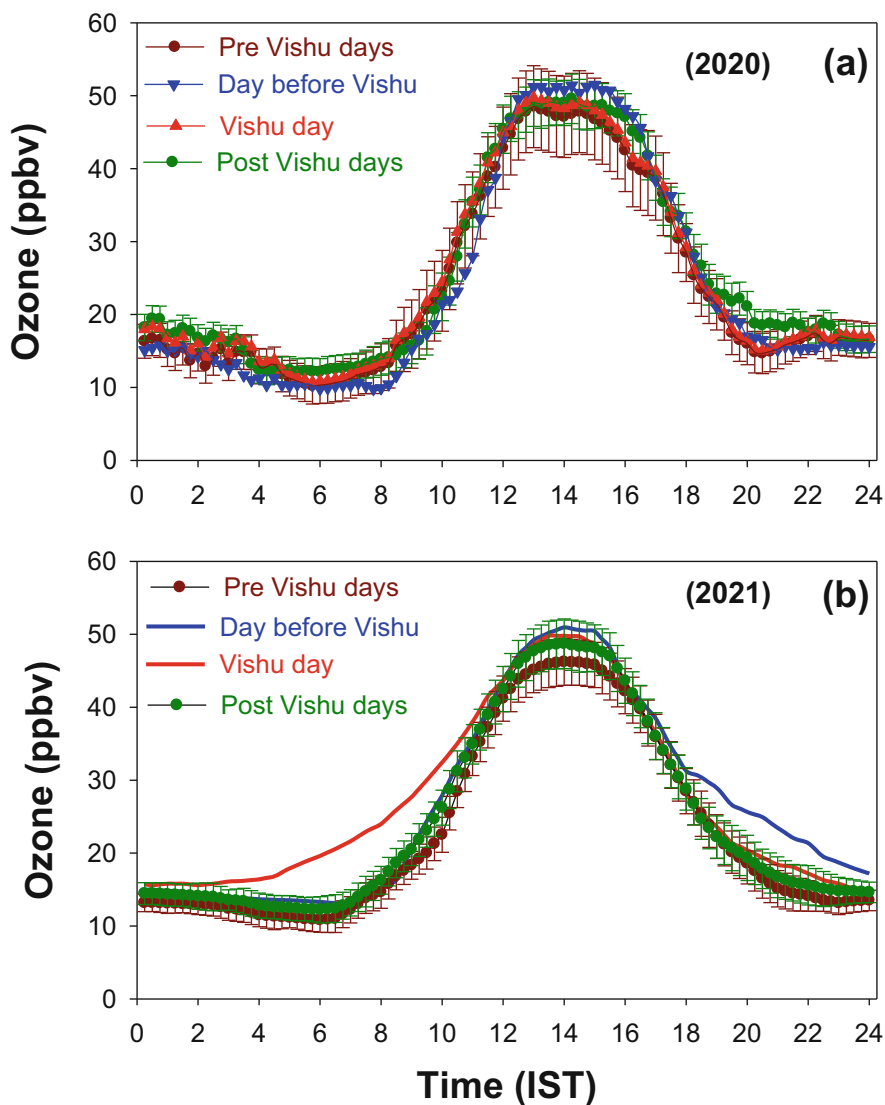 60
50
40
30
20
10
0
Ozone (ppbv)
Pre Vishu days
Day before Vishu
Vishu day
Post Vishu days
(2020)
(a)
0 2 4 6 8 10 12 14 16 18 20 22 24
60
50
40
30
20
10
0
Ozone (ppbv)
Pre Vishu days
Day before Vishu
Vishu day
Post Vishu days
(2021)
(b)
0 2 4 6 8 10 12 14 16 18 20 22 24
Time (IST)